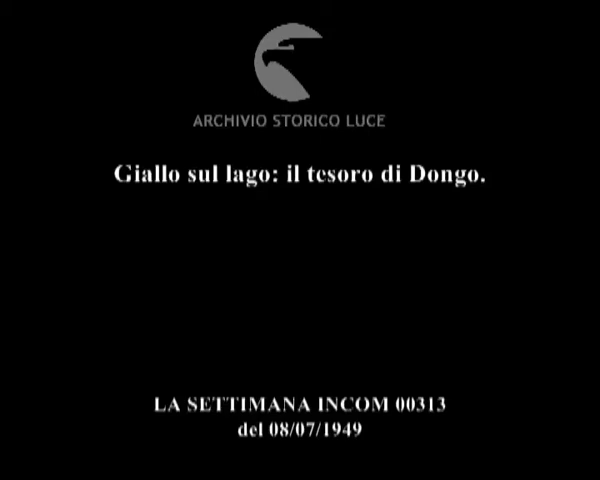 ARCHIVIO STORICO LUCE
Giallo sul lago: il tesoro di Dongo.
LA SETTIMANA INCOM 00313
del 08/07/1949